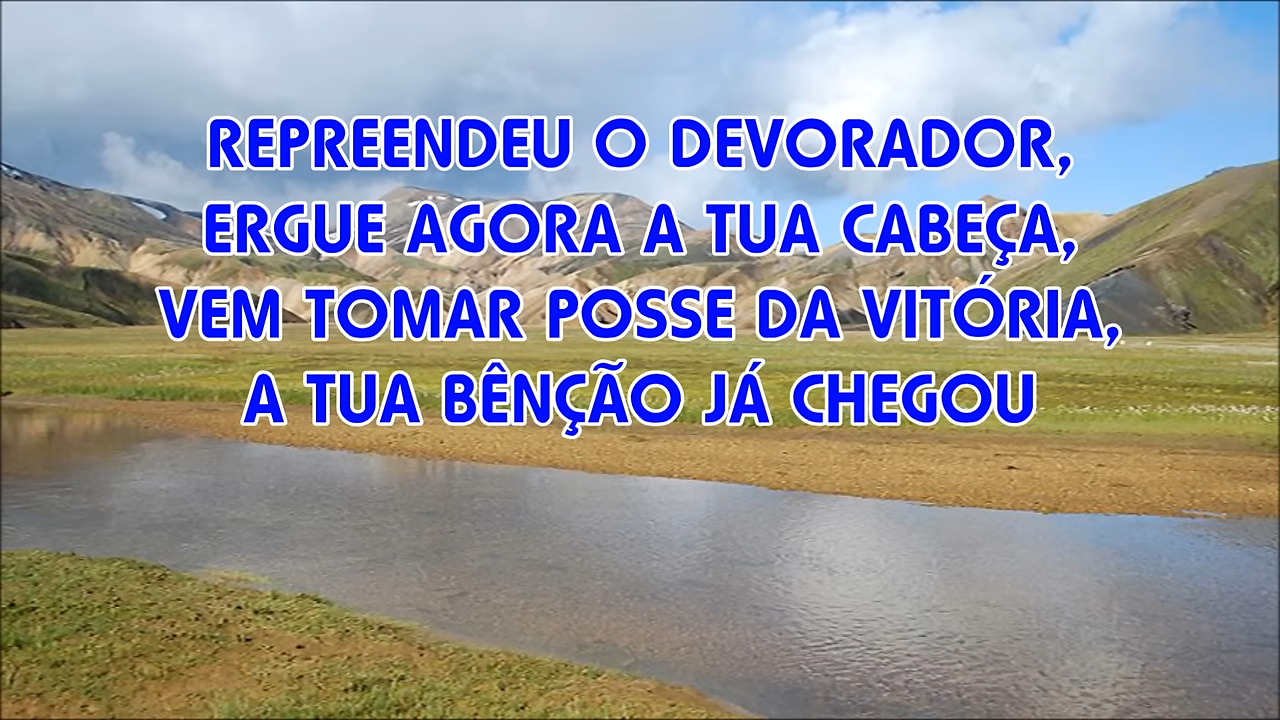 REPREENDEU O DEVORADOR,
ERGUE AGORA A TUA CABEÇA,
VEM TOMAR POSSE DA VITÓRIA,
A TUA BÊNÇÃO JÁ CHEGOU